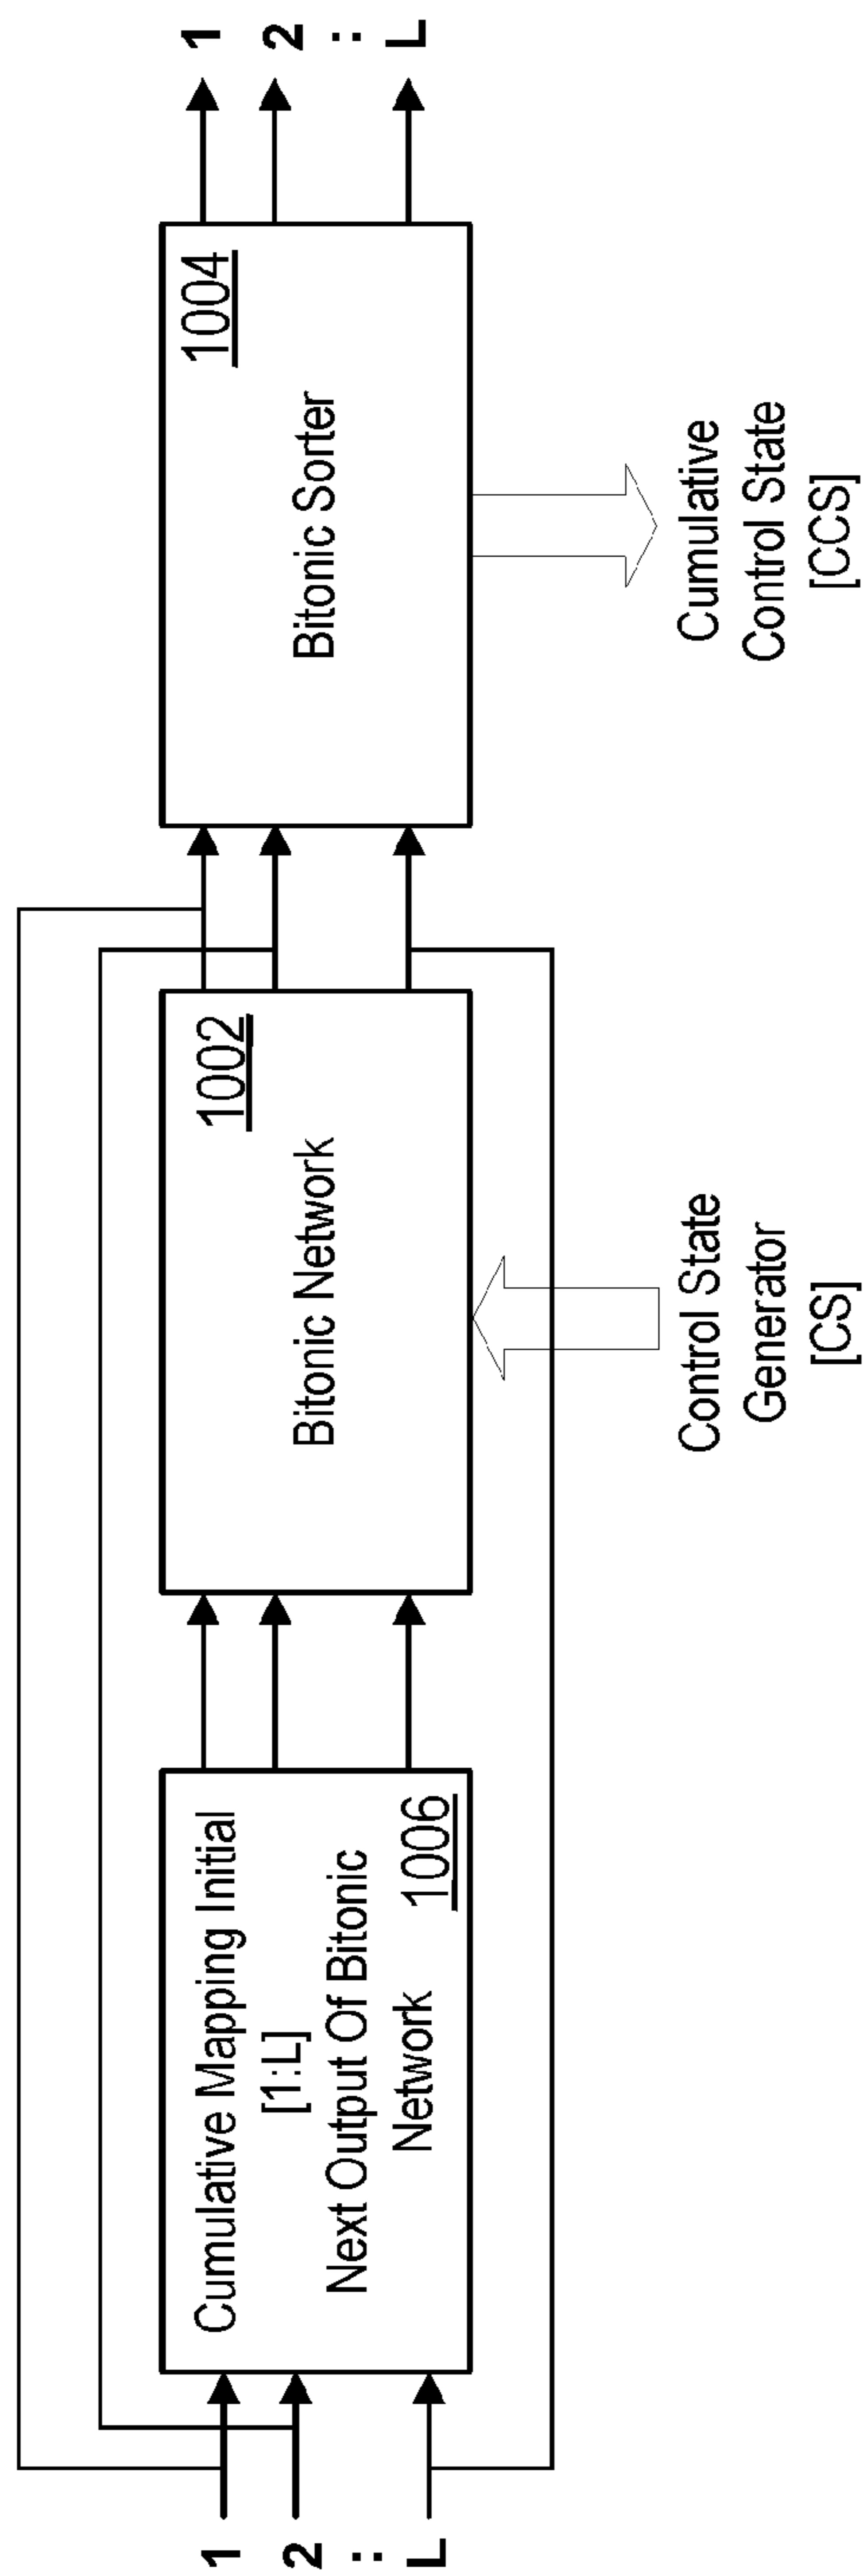 1
2
:
L
Cumulative Mapping Initial
[1:L]
Next Output Of Bitonic
Network
1006
1002
Bitonic Network
Control State
Generator
[CS]
1004
Bitonic Sorter
Cumulative
Control State
[CCS]
1
2
:
L